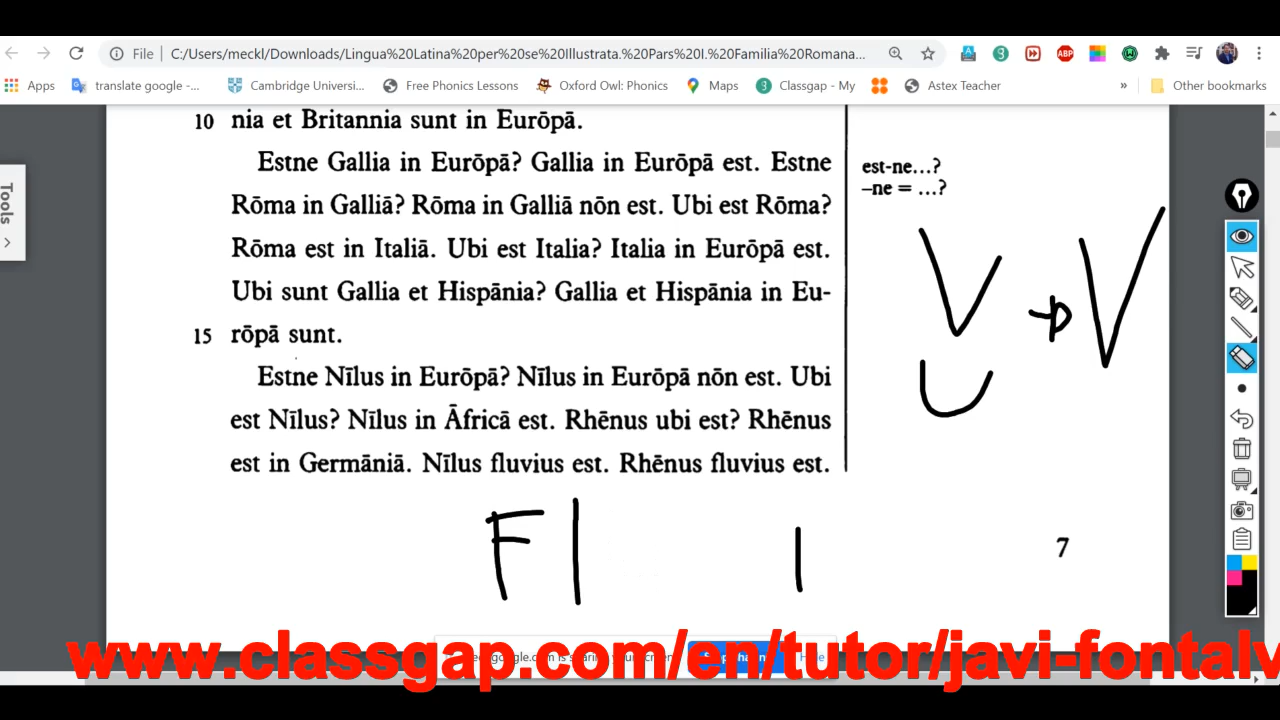 File C:/Users/meckl/Downloads/Lingua%20Latina%20per%20se%20Illustrata.%20Pars%20I.%20Familia%20Romana...
Apps translate google -... Cambridge Universi... Free Phonics Lessons Oxford Owl: Phonics Maps Classgap - My Astex Teacher » Other bookmarks
Tools
10 nia et Britannia sunt in Eurōpā.
Estne Gallia in Eurōpā? Gallia in Eurōpā est. Estne
Rōma in Galliā? Rōma in Galliā nōn est. Ubi est Rōma?
Rōma est in Italiā. Ubi est Italia? Italia in Eurōpā est.
Ubi sunt Gallia et Hispānia? Gallia et Hispānia in Eu-
15 rōpā sunt.
Estne Nīlus in Eurōpā? Nīlus in Eurōpā nōn est. Ubi
est Nīlus? Nīlus in Āfricā est. Rhēnus ubi est? Rhēnus
est in Germāniā. Nīlus fluvius est. Rhēnus fluvius est.
est-ne...?
–ne = ...?
V → V
U
F l l
7
www.classgap.com/en/tutor/javi-fontalv